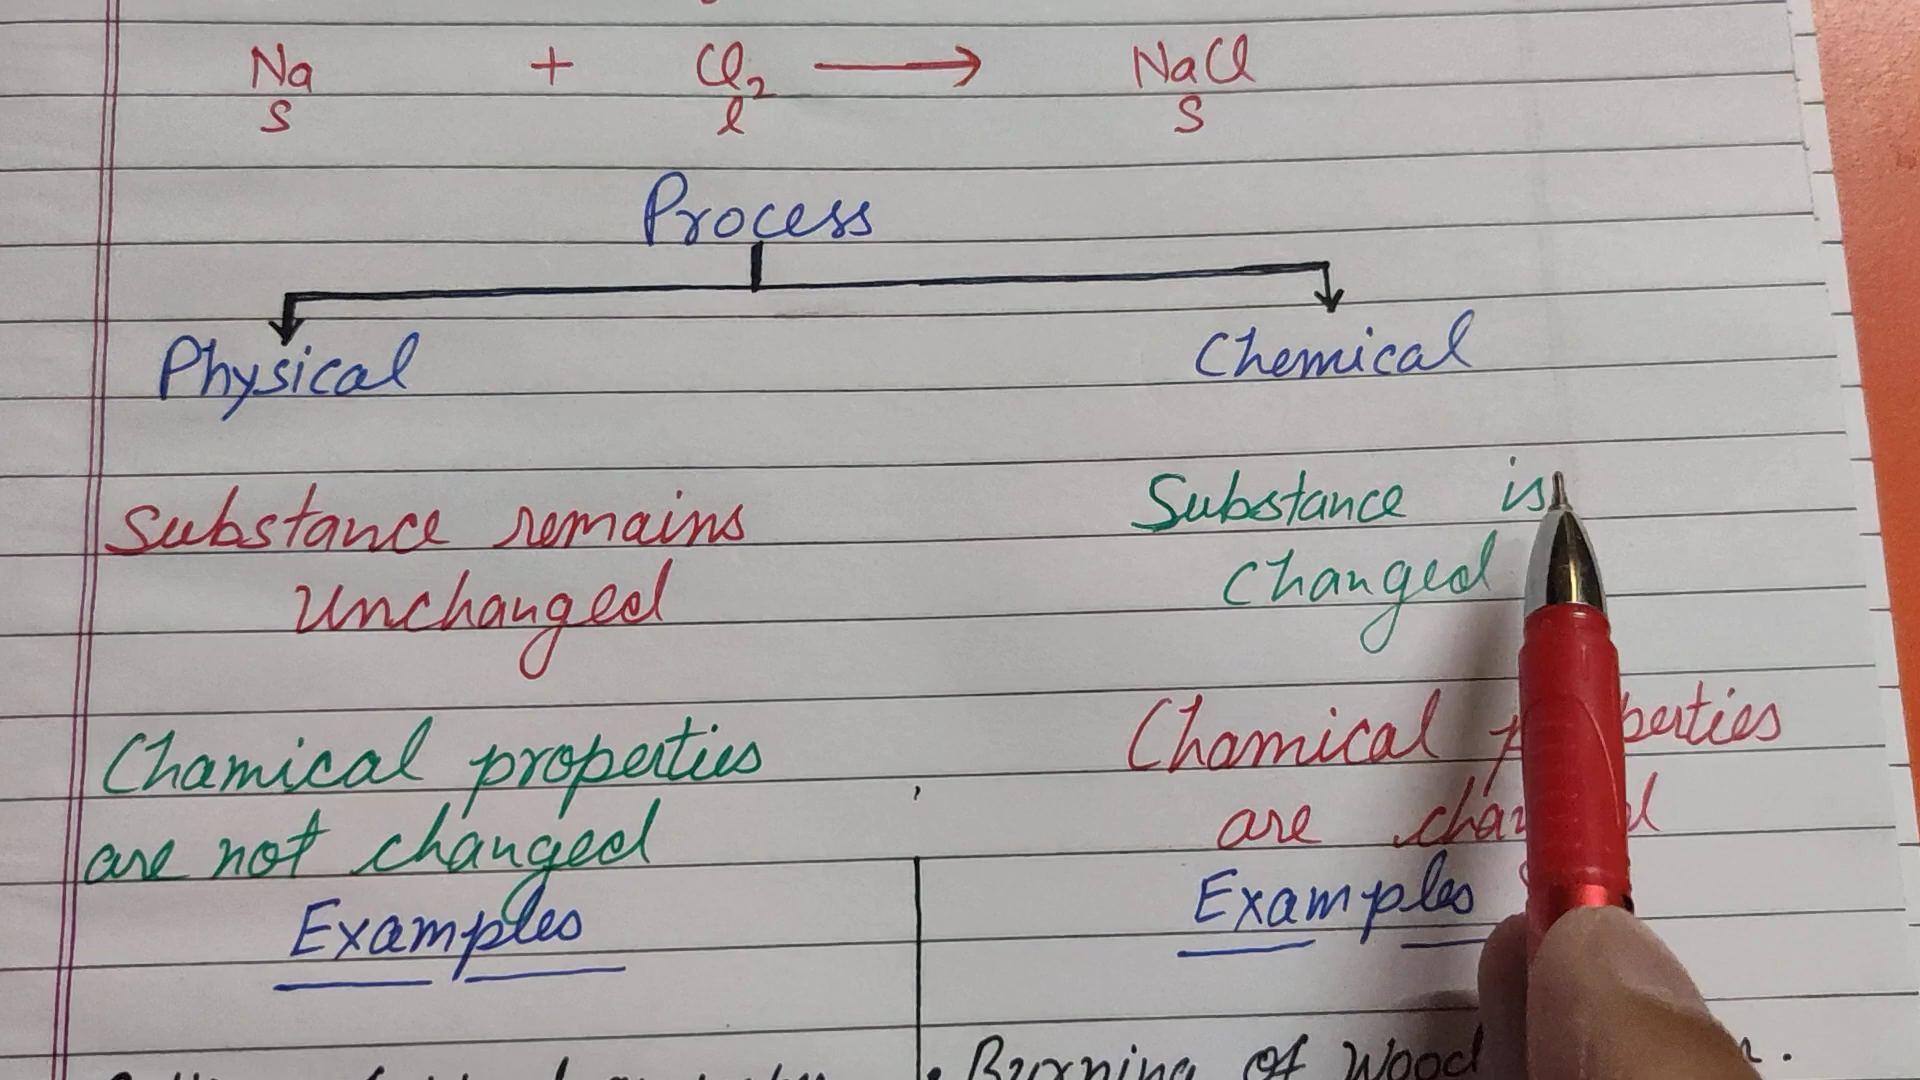 Na + Cl₂ ⟶ NaCl
s l s
Process
Physical Chemical
Substance remains
Unchanged
Substance is
changed
Chamical properties
are not changed
Chamical
are
Examples
Examples
• Burning of Wood